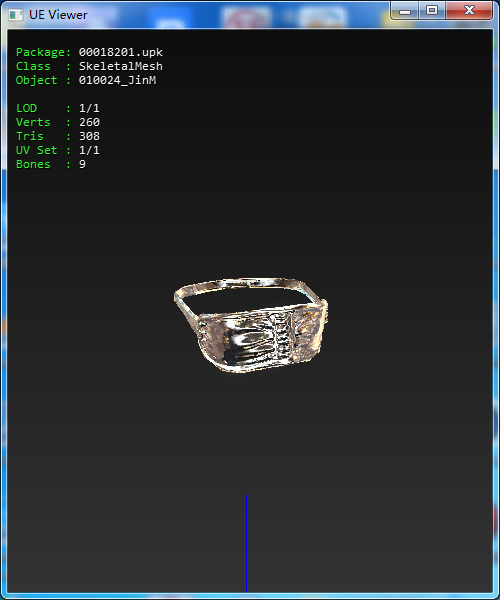 UE Viewer
Package: 00018201.upk
Class : SkeletalMesh
Object : 010024_JinM
LOD : 1/1
Verts : 260
Tris : 308
UV Set : 1/1
Bones : 9